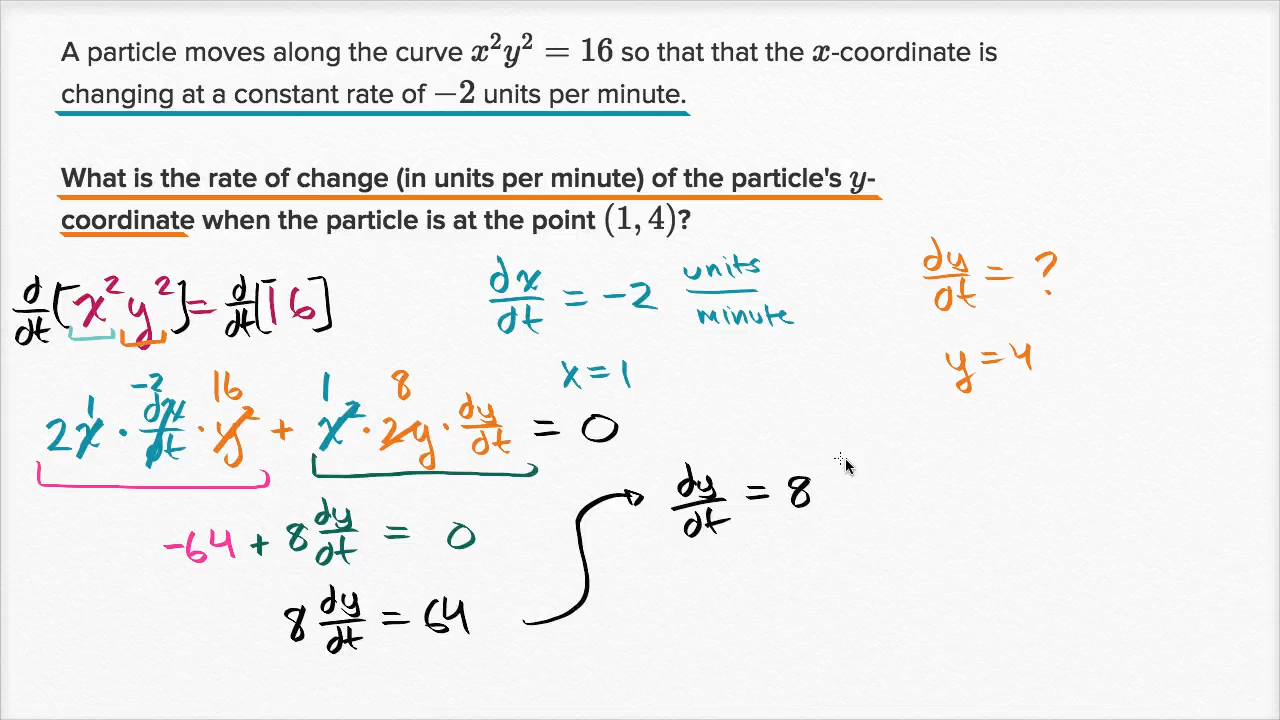 A particle moves along the curve x²y² = 16 so that that the x-coordinate is
changing at a constant rate of −2 units per minute.
What is the rate of change (in units per minute) of the particle's y-
coordinate when the particle is at the point (1, 4)?
d/dt[x²y²] = d/dt[16]
dx/dt = -2 units/minute
dy/dt = ?
x = 1
y = 4
1 -2 16 1 8
2x · dx/dt · y² + x² · 2y · dy/dt = 0
-64 + 8 dy/dt = 0
8 dy/dt = 64
dy/dt = 8